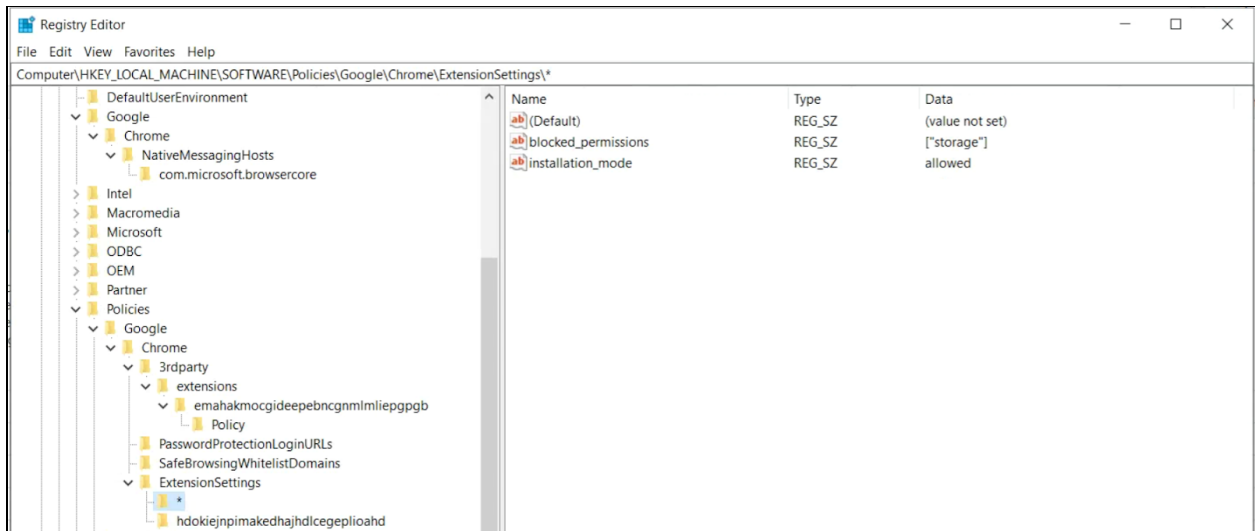 Registry Editor
File Edit View Favorites Help
Computer\HKEY_LOCAL_MACHINE\SOFTWARE\Policies\Google\Chrome\ExtensionSettings\*
DefaultUserEnvironment
Google
Chrome
NativeMessagingHosts
com.microsoft.browsercore
Intel
Macromedia
Microsoft
ODBC
OEM
Partner
Policies
Google
Chrome
3rdparty
extensions
emahakmocgideepebncgnmlmliepgpgb
Policy
PasswordProtectionLoginURLs
SafeBrowsingWhitelistDomains
ExtensionSettings
*
hdokiejnpimakedhajhdlcegeplioahd
Name Type Data
(Default) REG_SZ (value not set)
blocked_permissions REG_SZ ["storage"]
installation_mode REG_SZ allowed